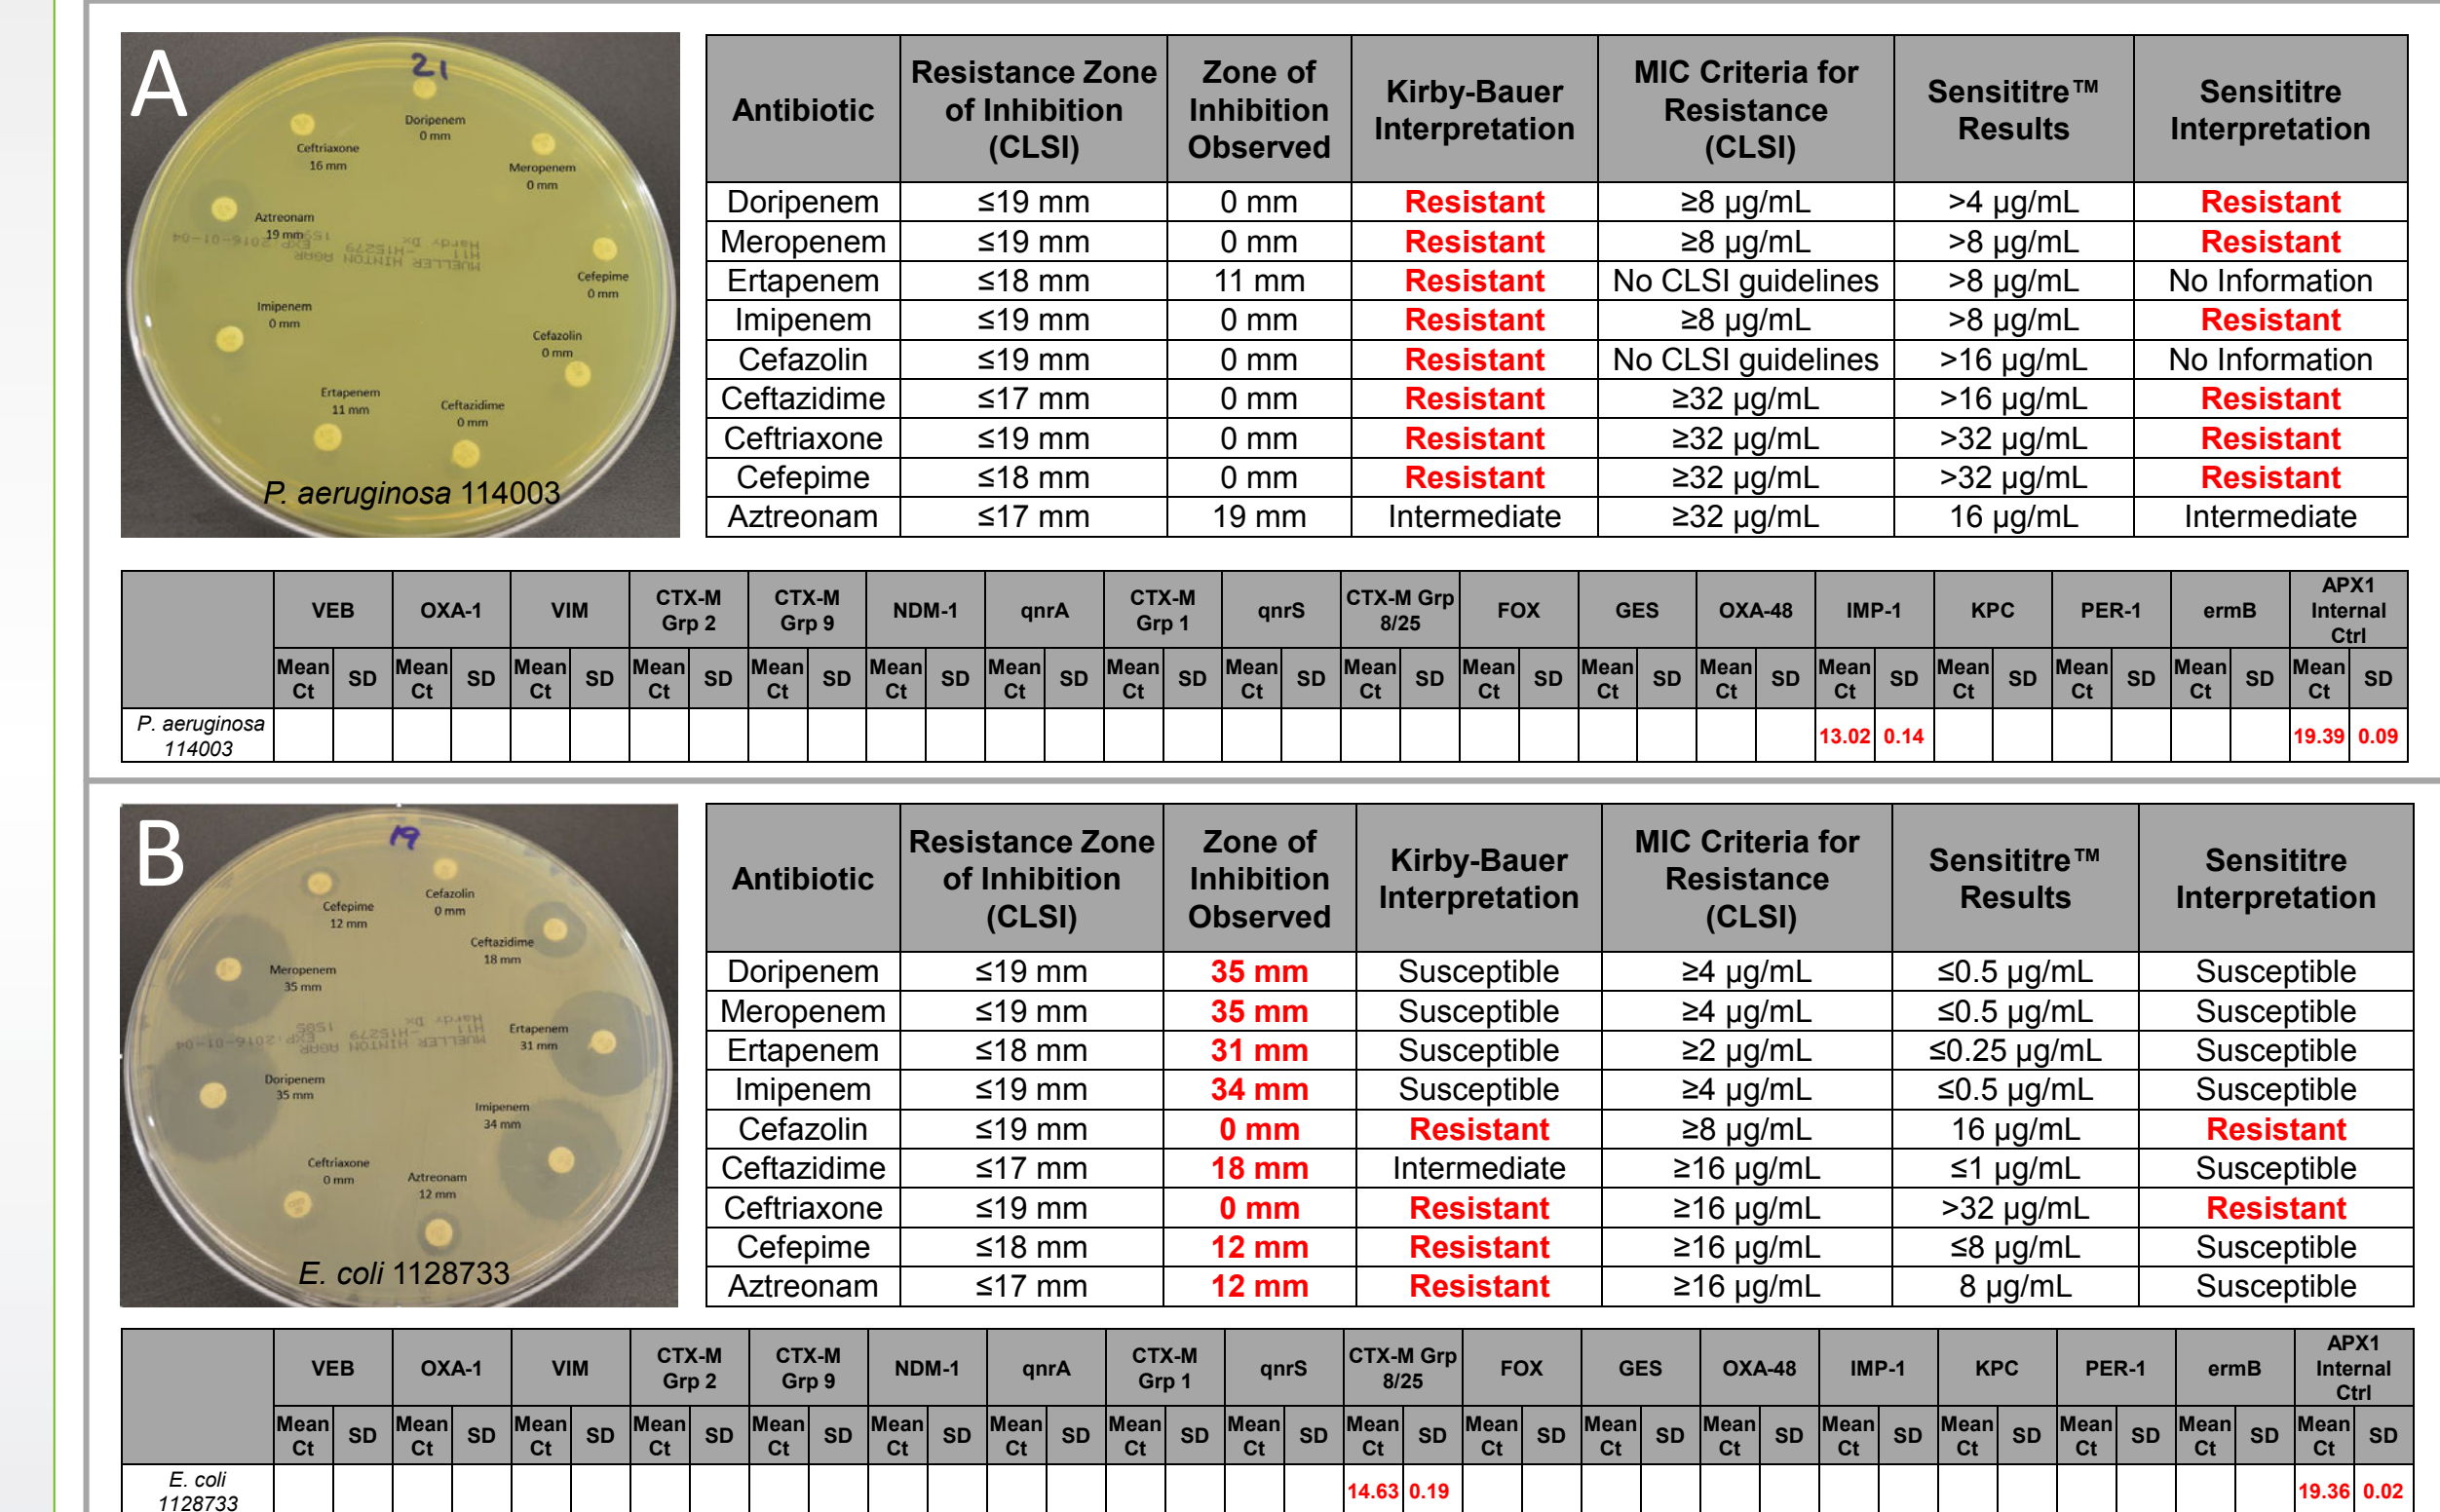 A
21
Doripenem
0 mm
Ceftriaxone
16 mm
Meropenem
0 mm
Aztreonam
19 mm
MUELLER HINTON AGAR
H11 -H15279 EXP.2016-01-04
Hardy Dx 
Cefepime
0 mm
Imipenem
0 mm
Cefazolin
0 mm
Ertapenem
11 mm
Ceftazidime
0 mm
P. aeruginosa 114003
Antibiotic | Resistance Zone of Inhibition (CLSI) | Zone of Inhibition Observed | Kirby-Bauer Interpretation | MIC Criteria for Resistance (CLSI) | Sensititre™ Results | Sensititre Interpretation
Doripenem ≤19 mm 0 mm Resistant ≥8 µg/mL >4 µg/mL Resistant
Meropenem ≤19 mm 0 mm Resistant ≥8 µg/mL >8 µg/mL Resistant
Ertapenem ≤18 mm 11 mm Resistant No CLSI guidelines >8 µg/mL No Information
Imipenem ≤19 mm 0 mm Resistant ≥8 µg/mL >8 µg/mL Resistant
Cefazolin ≤19 mm 0 mm Resistant No CLSI guidelines >16 µg/mL No Information
Ceftazidime ≤17 mm 0 mm Resistant ≥32 µg/mL >16 µg/mL Resistant
Ceftriaxone ≤19 mm 0 mm Resistant ≥32 µg/mL >32 µg/mL Resistant
Cefepime ≤18 mm 0 mm Resistant ≥32 µg/mL >32 µg/mL Resistant
Aztreonam ≤17 mm 19 mm Intermediate ≥32 µg/mL 16 µg/mL Intermediate
VEB OXA-1 VIM CTX-M Grp 2 CTX-M Grp 9 NDM-1 qnrA CTX-M Grp 1 qnrS CTX-M Grp 8/25 FOX GES OXA-48 IMP-1 KPC PER-1 ermB APX1 Internal Ctrl
Mean Ct SD Mean Ct SD Mean Ct SD Mean Ct SD Mean Ct SD Mean Ct SD Mean Ct SD Mean Ct SD Mean Ct SD Mean Ct SD Mean Ct SD Mean Ct SD Mean Ct SD Mean Ct SD Mean Ct SD Mean Ct SD Mean Ct SD Mean Ct SD
P. aeruginosa 114003 13.02 0.14 19.39 0.09
B
19
Cefepime
12 mm
Cefazolin
0 mm
Ceftazidime
18 mm
Meropenem
35 mm
Ertapenem
31 mm
MUELLER HINTON AGAR
H11 -H15279 EXP.2016-01-04
Hardy Dx 
Doripenem
35 mm
Imipenem
34 mm
Ceftriaxone
0 mm
Aztreonam
12 mm
E. coli 1128733
Antibiotic | Resistance Zone of Inhibition (CLSI) | Zone of Inhibition Observed | Kirby-Bauer Interpretation | MIC Criteria for Resistance (CLSI) | Sensititre™ Results | Sensititre Interpretation
Doripenem ≤19 mm 35 mm Susceptible ≥4 µg/mL ≤0.5 µg/mL Susceptible
Meropenem ≤19 mm 35 mm Susceptible ≥4 µg/mL ≤0.5 µg/mL Susceptible
Ertapenem ≤18 mm 31 mm Susceptible ≥2 µg/mL ≤0.25 µg/mL Susceptible
Imipenem ≤19 mm 34 mm Susceptible ≥4 µg/mL ≤0.5 µg/mL Susceptible
Cefazolin ≤19 mm 0 mm Resistant ≥8 µg/mL 16 µg/mL Resistant
Ceftazidime ≤17 mm 18 mm Intermediate ≥16 µg/mL ≤1 µg/mL Susceptible
Ceftriaxone ≤19 mm 0 mm Resistant ≥16 µg/mL >32 µg/mL Resistant
Cefepime ≤18 mm 12 mm Resistant ≥16 µg/mL ≤8 µg/mL Susceptible
Aztreonam ≤17 mm 12 mm Resistant ≥16 µg/mL 8 µg/mL Susceptible
VEB OXA-1 VIM CTX-M Grp 2 CTX-M Grp 9 NDM-1 qnrA CTX-M Grp 1 qnrS CTX-M Grp 8/25 FOX GES OXA-48 IMP-1 KPC PER-1 ermB APX1 Internal Ctrl
Mean Ct SD Mean Ct SD Mean Ct SD Mean Ct SD Mean Ct SD Mean Ct SD Mean Ct SD Mean Ct SD Mean Ct SD Mean Ct SD Mean Ct SD Mean Ct SD Mean Ct SD Mean Ct SD Mean Ct SD Mean Ct SD Mean Ct SD Mean Ct SD
E. coli 1128733 14.63 0.19 19.36 0.02